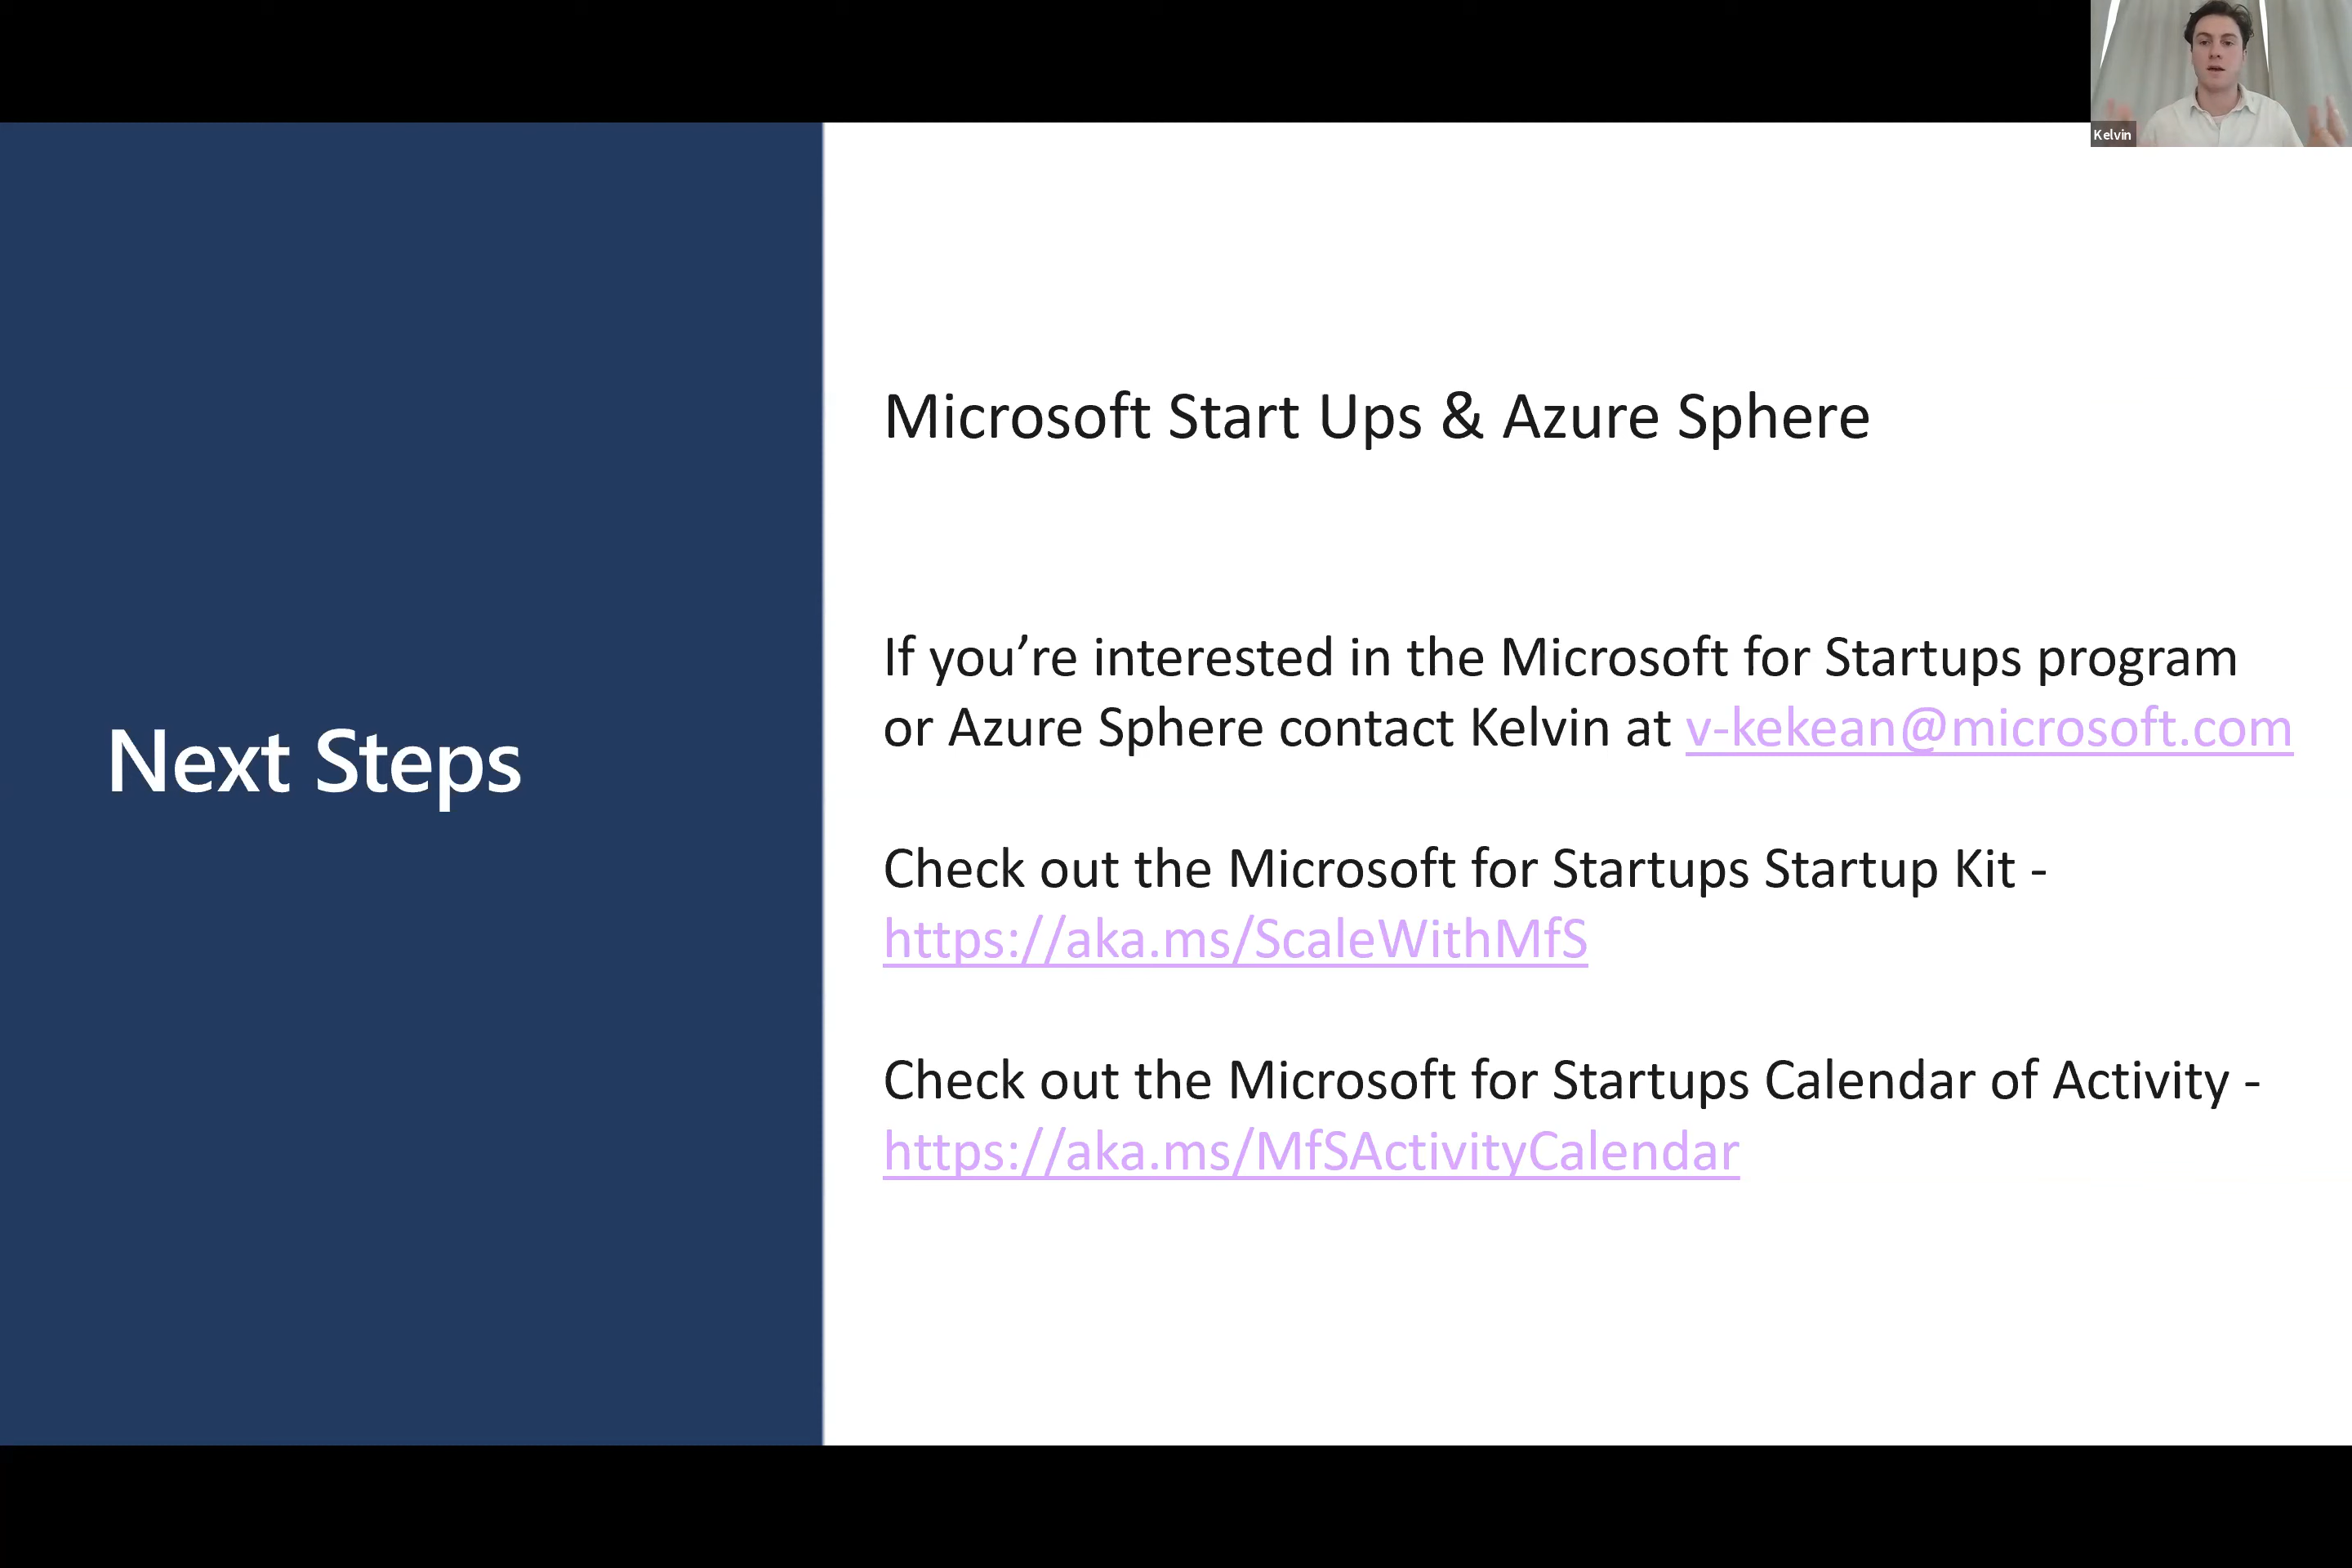 Kelvin
Next Steps
Microsoft Start Ups & Azure Sphere
If you’re interested in the Microsoft for Startups program
or Azure Sphere contact Kelvin at v-kekean@microsoft.com
Check out the Microsoft for Startups Startup Kit -
https://aka.ms/ScaleWithMfS
Check out the Microsoft for Startups Calendar of Activity -
https://aka.ms/MfSActivityCalendar